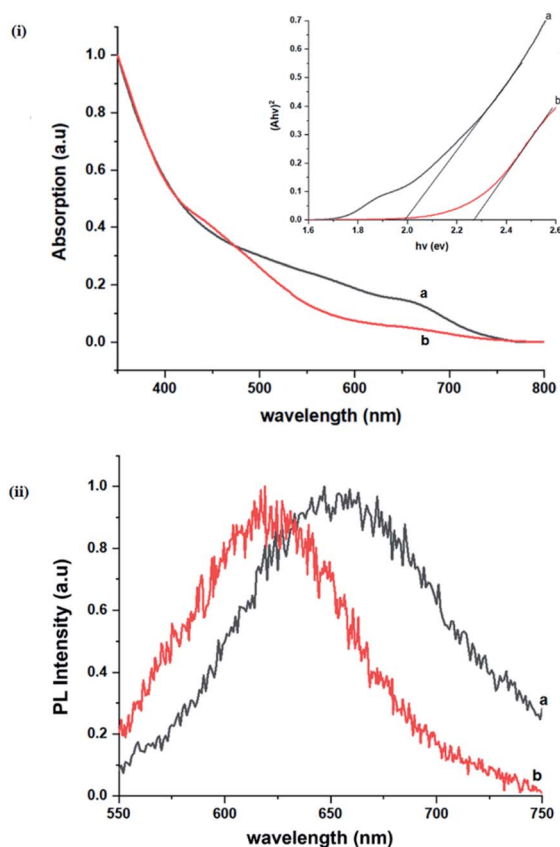 (i)
Absorption (a.u)
1.0
0.8
0.6
0.4
0.2
0.0
400
500
600
700
800
wavelength (nm)
a
b
(Ahv)²
0.7
0.6
0.5
0.4
0.3
0.2
0.1
0.0
1.6
1.8
2.0
2.2
2.4
2.6
hv (ev)
a
b
(ii)
PL Intensity (a.u)
1.0
0.8
0.6
0.4
0.2
0.0
550
600
650
700
750
wavelength (nm)
a
b